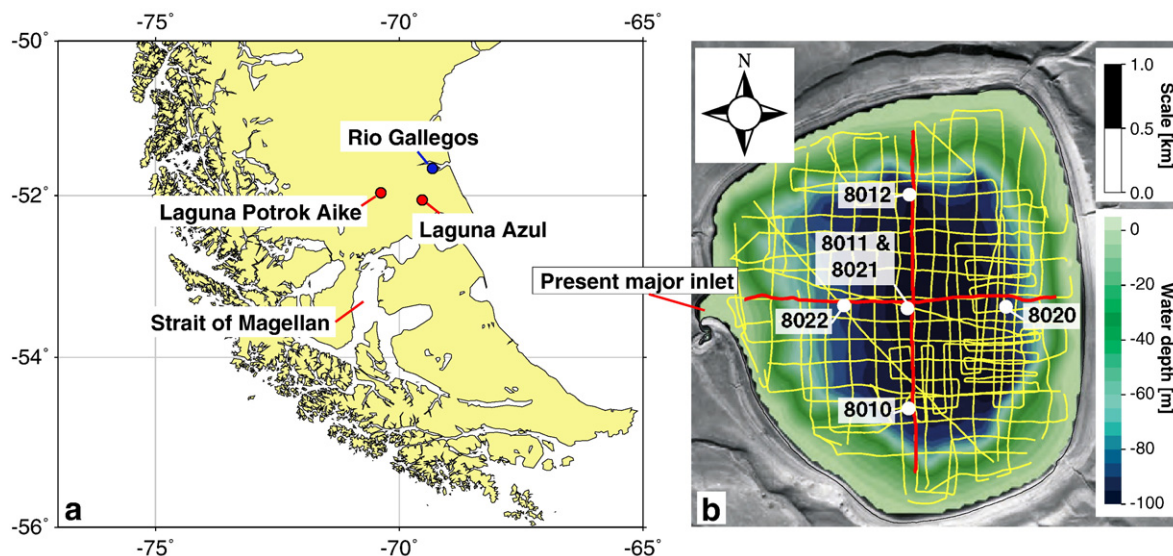 -75˚
-70˚
-65˚
-50˚
-52˚
-54˚
-56˚
Rio Gallegos
Laguna Potrok Aike
Laguna Azul
Strait of Magellan
a
-75˚
-70˚
-65˚
N
8012
8011 &
8021
Present major inlet
8022
8020
8010
b
1.0
0.5
0.0
Scale [km]
0
-20
-40
-60
-80
-100
Water depth [m]